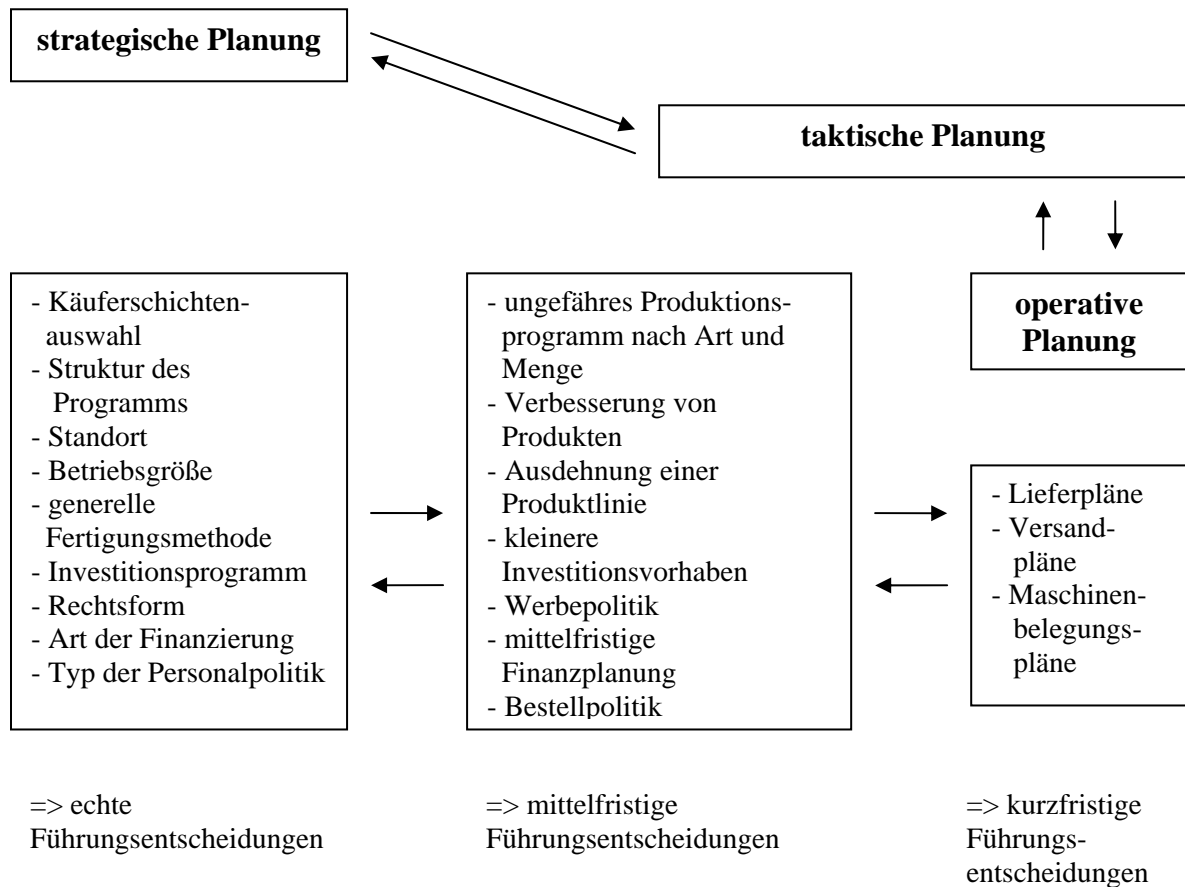 strategische Planung
taktische Planung
operative
Planung
- Käuferschichten-
auswahl
- Struktur des
Programms
- Standort
- Betriebsgröße
- generelle
Fertigungsmethode
- Investitionsprogramm
- Rechtsform
- Art der Finanzierung
- Typ der Personalpolitik
- ungefähres Produktions-
programm nach Art und
Menge
- Verbesserung von
Produkten
- Ausdehnung einer
Produktlinie
- kleinere
Investitionsvorhaben
- Werbepolitik
- mittelfristige
Finanzplanung
- Bestellpolitik
- Lieferpläne
- Versand-
pläne
- Maschinen-
belegungs-
pläne
=> echte
Führungsentscheidungen
=> mittelfristige
Führungsentscheidungen
=> kurzfristige
Führungs-
entscheidungen